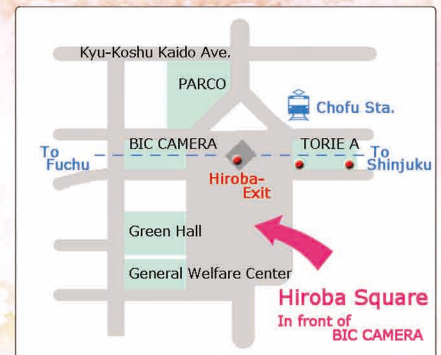 Kyu-Koshu Kaido Ave.
PARCO
Chofu Sta.
BIC CAMERA
TORIE A
To
Fuchu
To
Shinjuku
Hiroba-
Exit
Green Hall
General Welfare Center
Hiroba Square
In front of
BIC CAMERA